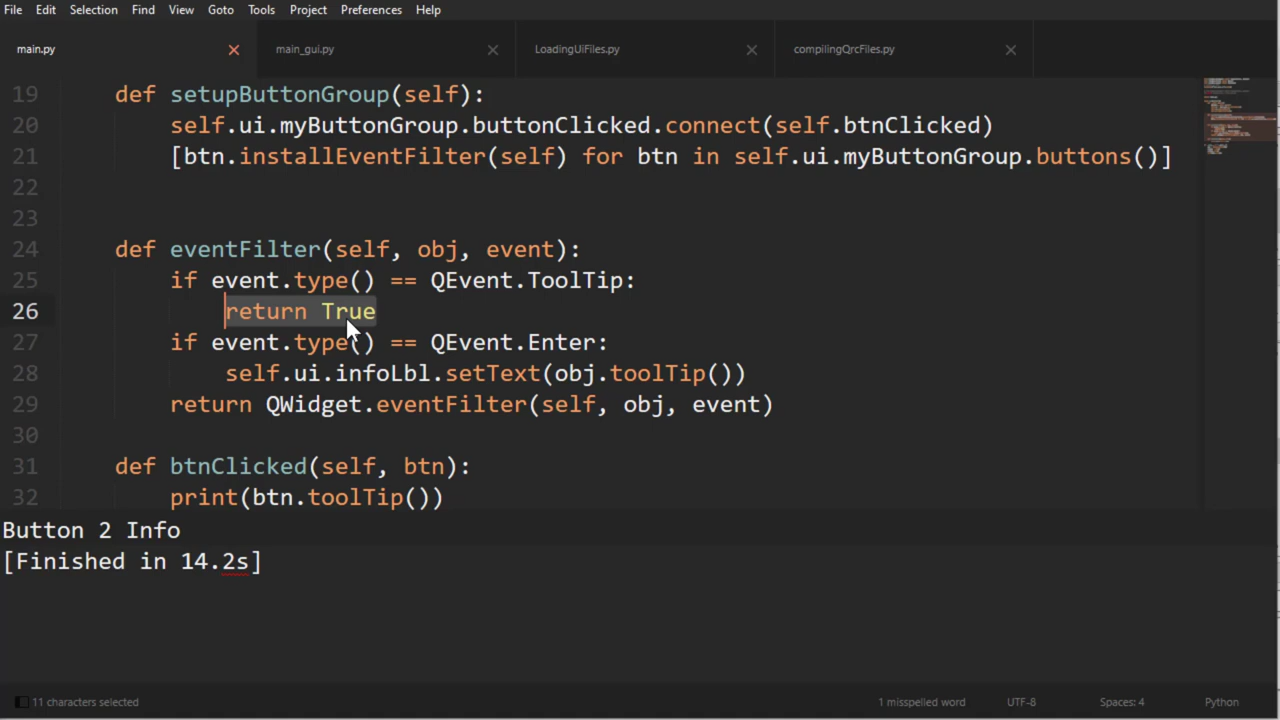 File Edit Selection Find View Goto Tools Project Preferences Help
main.py main_gui.py LoadingUiFiles.py compilingQrcFiles.py
19 def setupButtonGroup(self):
20 self.ui.myButtonGroup.buttonClicked.connect(self.btnClicked)
21 [btn.installEventFilter(self) for btn in self.ui.myButtonGroup.buttons()]
22
23
24 def eventFilter(self, obj, event):
25 if event.type() == QEvent.ToolTip:
26 return True
27 if event.type() == QEvent.Enter:
28 self.ui.infoLbl.setText(obj.toolTip())
29 return QWidget.eventFilter(self, obj, event)
30
31 def btnClicked(self, btn):
32 print(btn.toolTip())
Button 2 Info
[Finished in 14.2s]
11 characters selected 1 misspelled word UTF-8 Spaces: 4 Python